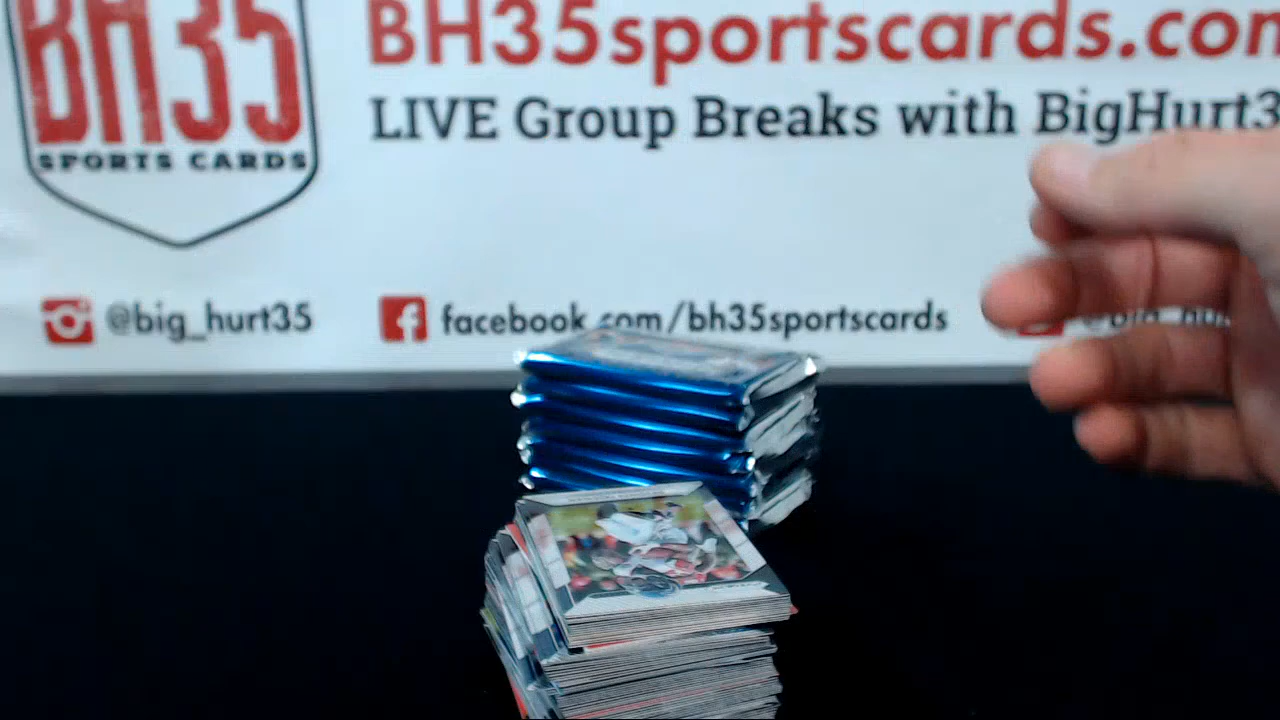 BH35
SPORTS CARDS
BH35sportscards.com
LIVE Group Breaks with BigHurt3
@big_hurt35
facebook.com/bh35sportscards